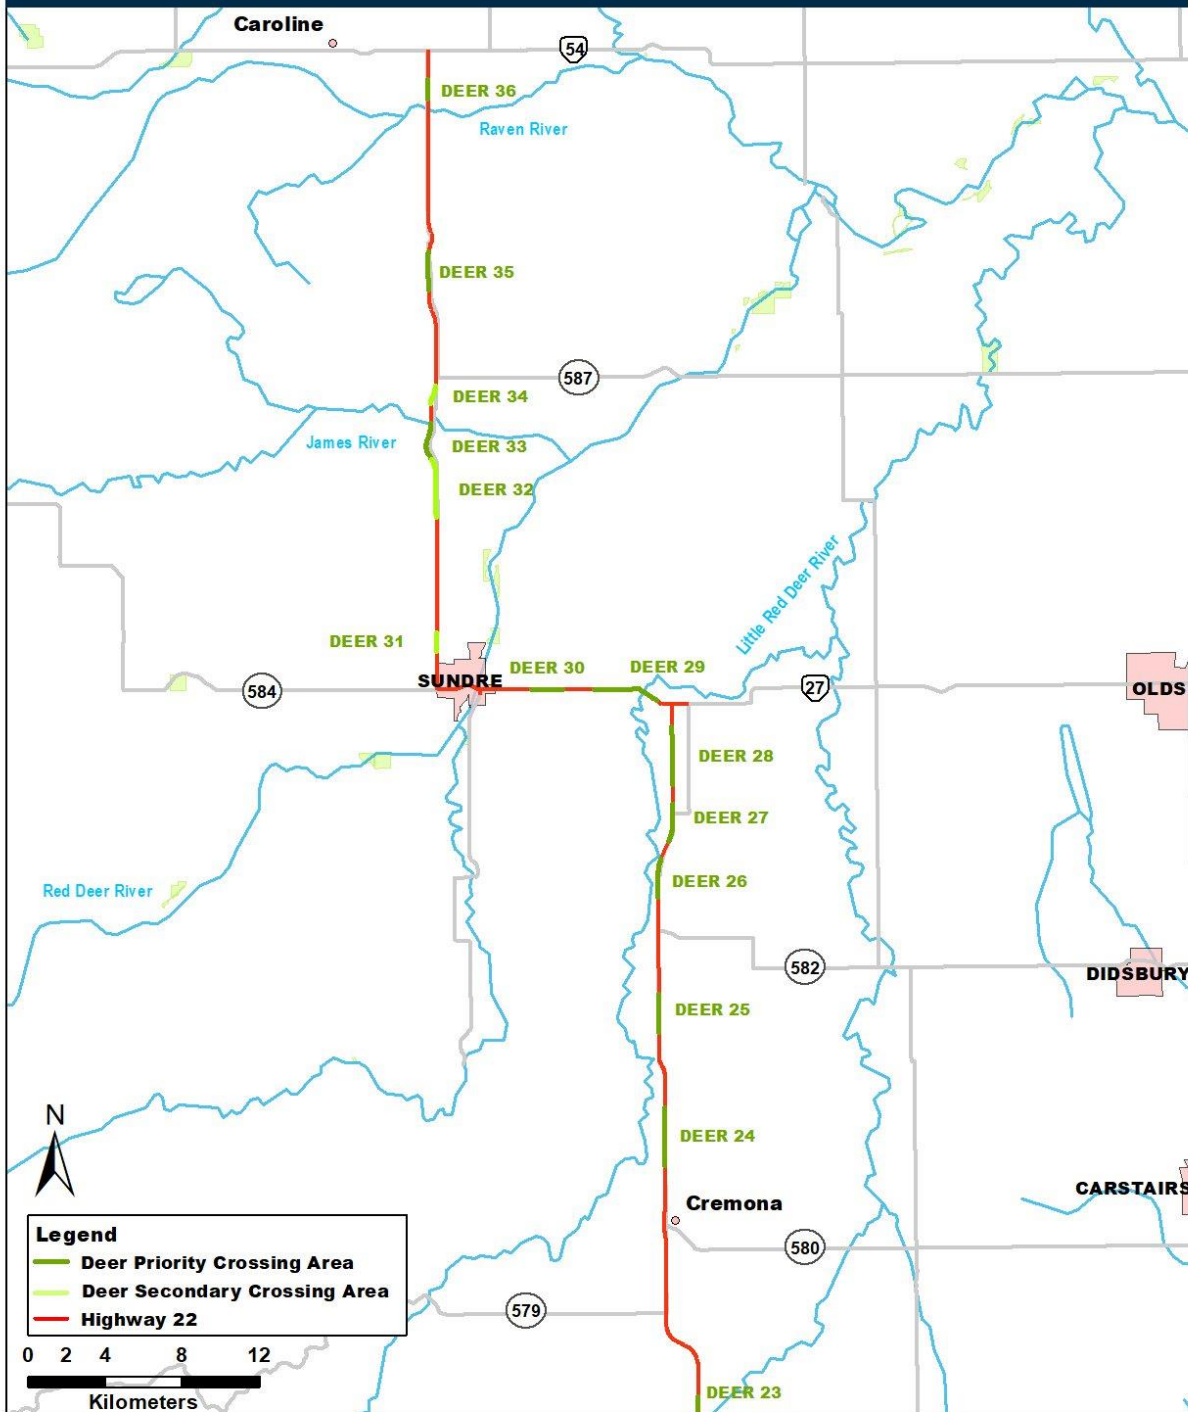 Caroline
54
DEER 36
Raven River
DEER 35
587
DEER 34
James River
DEER 33
DEER 32
Little Red Deer River
DEER 31
DEER 30
DEER 29
SUNDRE
584
27
OLDS
DEER 28
DEER 27
DEER 26
Red Deer River
582
DIDSBURY
DEER 25
N
DEER 24
CARSTAIRS
Cremona
580
Legend
Deer Priority Crossing Area
Deer Secondary Crossing Area
Highway 22
579
0 2 4 8 12
Kilometers
DEER 23